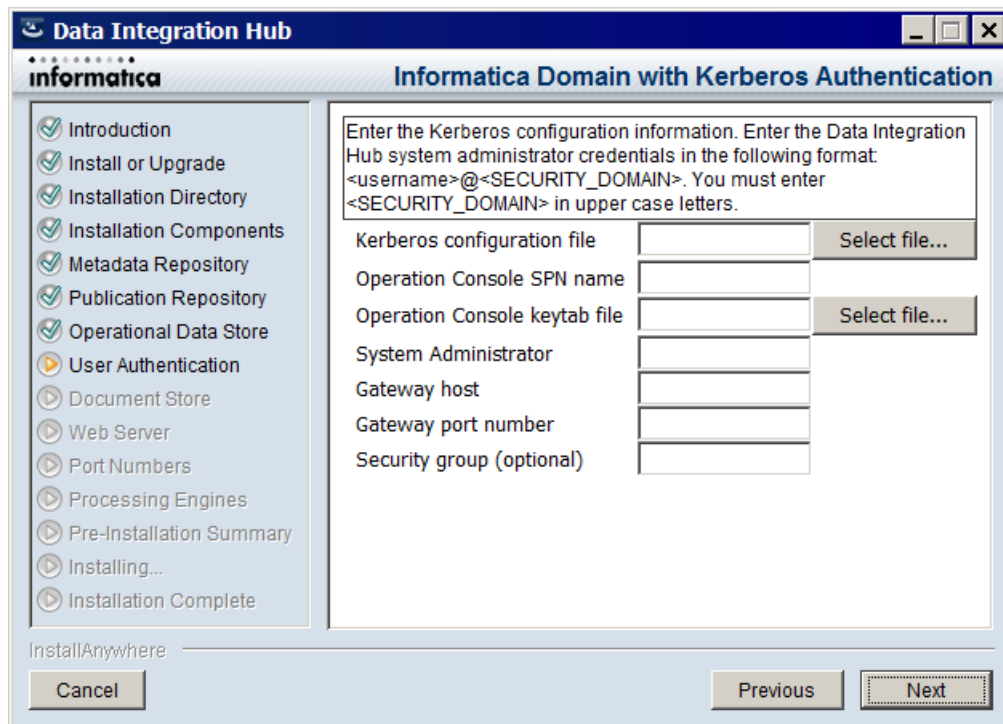 Data Integration Hub
informatica
Informatica Domain with Kerberos Authentication
Introduction
Install or Upgrade
Installation Directory
Installation Components
Metadata Repository
Publication Repository
Operational Data Store
User Authentication
Document Store
Web Server
Port Numbers
Processing Engines
Pre-Installation Summary
Installing...
Installation Complete
Enter the Kerberos configuration information. Enter the Data Integration
Hub system administrator credentials in the following format:
<username>@<SECURITY_DOMAIN>. You must enter
<SECURITY_DOMAIN> in upper case letters.
Kerberos configuration file Select file...
Operation Console SPN name
Operation Console keytab file Select file...
System Administrator
Gateway host
Gateway port number
Security group (optional)
InstallAnywhere
Cancel Previous Next